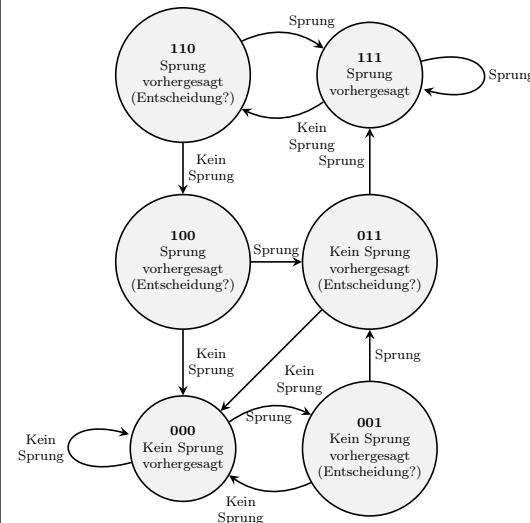 Sprung
110
Sprung
vorhergesagt
(Entscheidung?)
111
Sprung
vorhergesagt
Sprung
Kein
Sprung
Sprung
Kein
Sprung
100
Sprung
vorhergesagt
(Entscheidung?)
Sprung
011
Kein Sprung
vorhergesagt
(Entscheidung?)
Kein
Sprung
Kein
Sprung
Sprung
000
Kein Sprung
vorhergesagt
Kein
Sprung
Sprung
001
Kein Sprung
vorhergesagt
(Entscheidung?)
Kein
Sprung